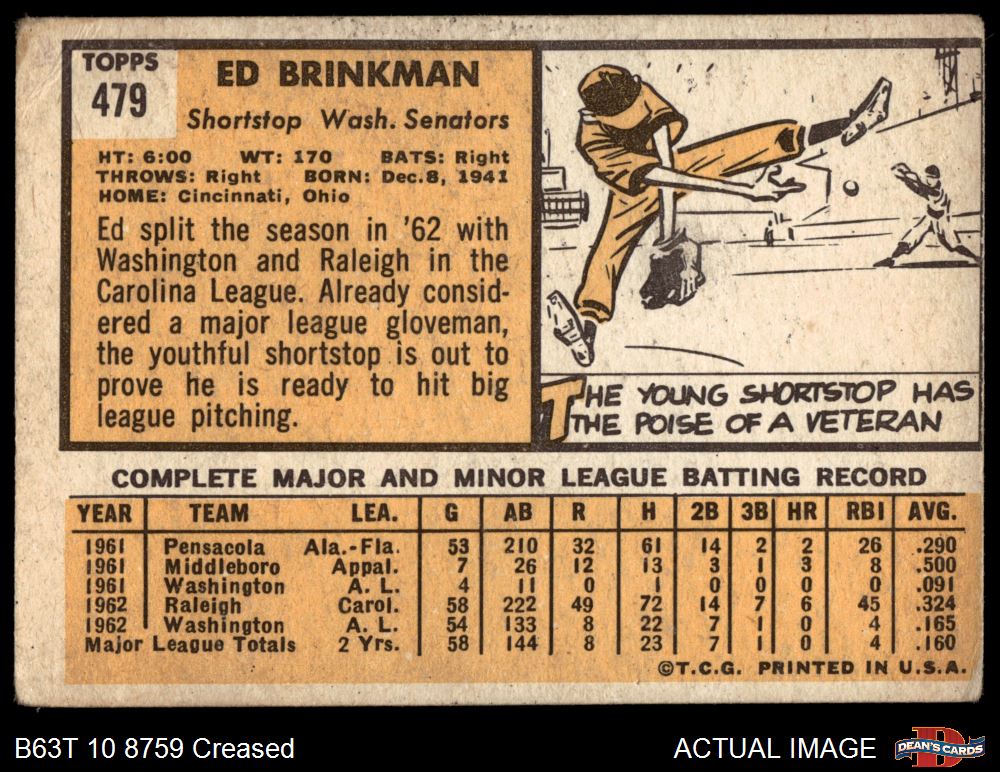 TOPPS
479
ED BRINKMAN
Shortstop Wash. Senators
HT: 6:00 WT: 170 BATS: Right
THROWS: Right BORN: Dec. 8, 1941
HOME: Cincinnati, Ohio
Ed split the season in '62 with
Washington and Raleigh in the
Carolina League. Already consid-
ered a major league gloveman,
the youthful shortstop is out to
prove he is ready to hit big
league pitching.
THE YOUNG SHORTSTOP HAS
THE POISE OF A VETERAN
COMPLETE MAJOR AND MINOR LEAGUE BATTING RECORD
YEAR TEAM LEA. G AB R H 2B 3B HR RBI AVG.
1961 Pensacola Ala.-Fla. 53 210 32 61 14 2 2 26 .290
1961 Middleboro Appal. 7 26 12 13 3 1 3 8 .500
1961 Washington A. L. 4 11 0 1 0 0 0 0 .091
1962 Raleigh Carol. 58 222 49 72 14 7 6 45 .324
1962 Washington A. L. 54 133 8 22 7 1 0 4 .165
Major League Totals 2 Yrs. 58 144 8 23 7 1 0 4 .160
©T.C.G. PRINTED IN U.S.A.
B63T 10 8759 Creased
ACTUAL IMAGE
DEAN'S CARDS